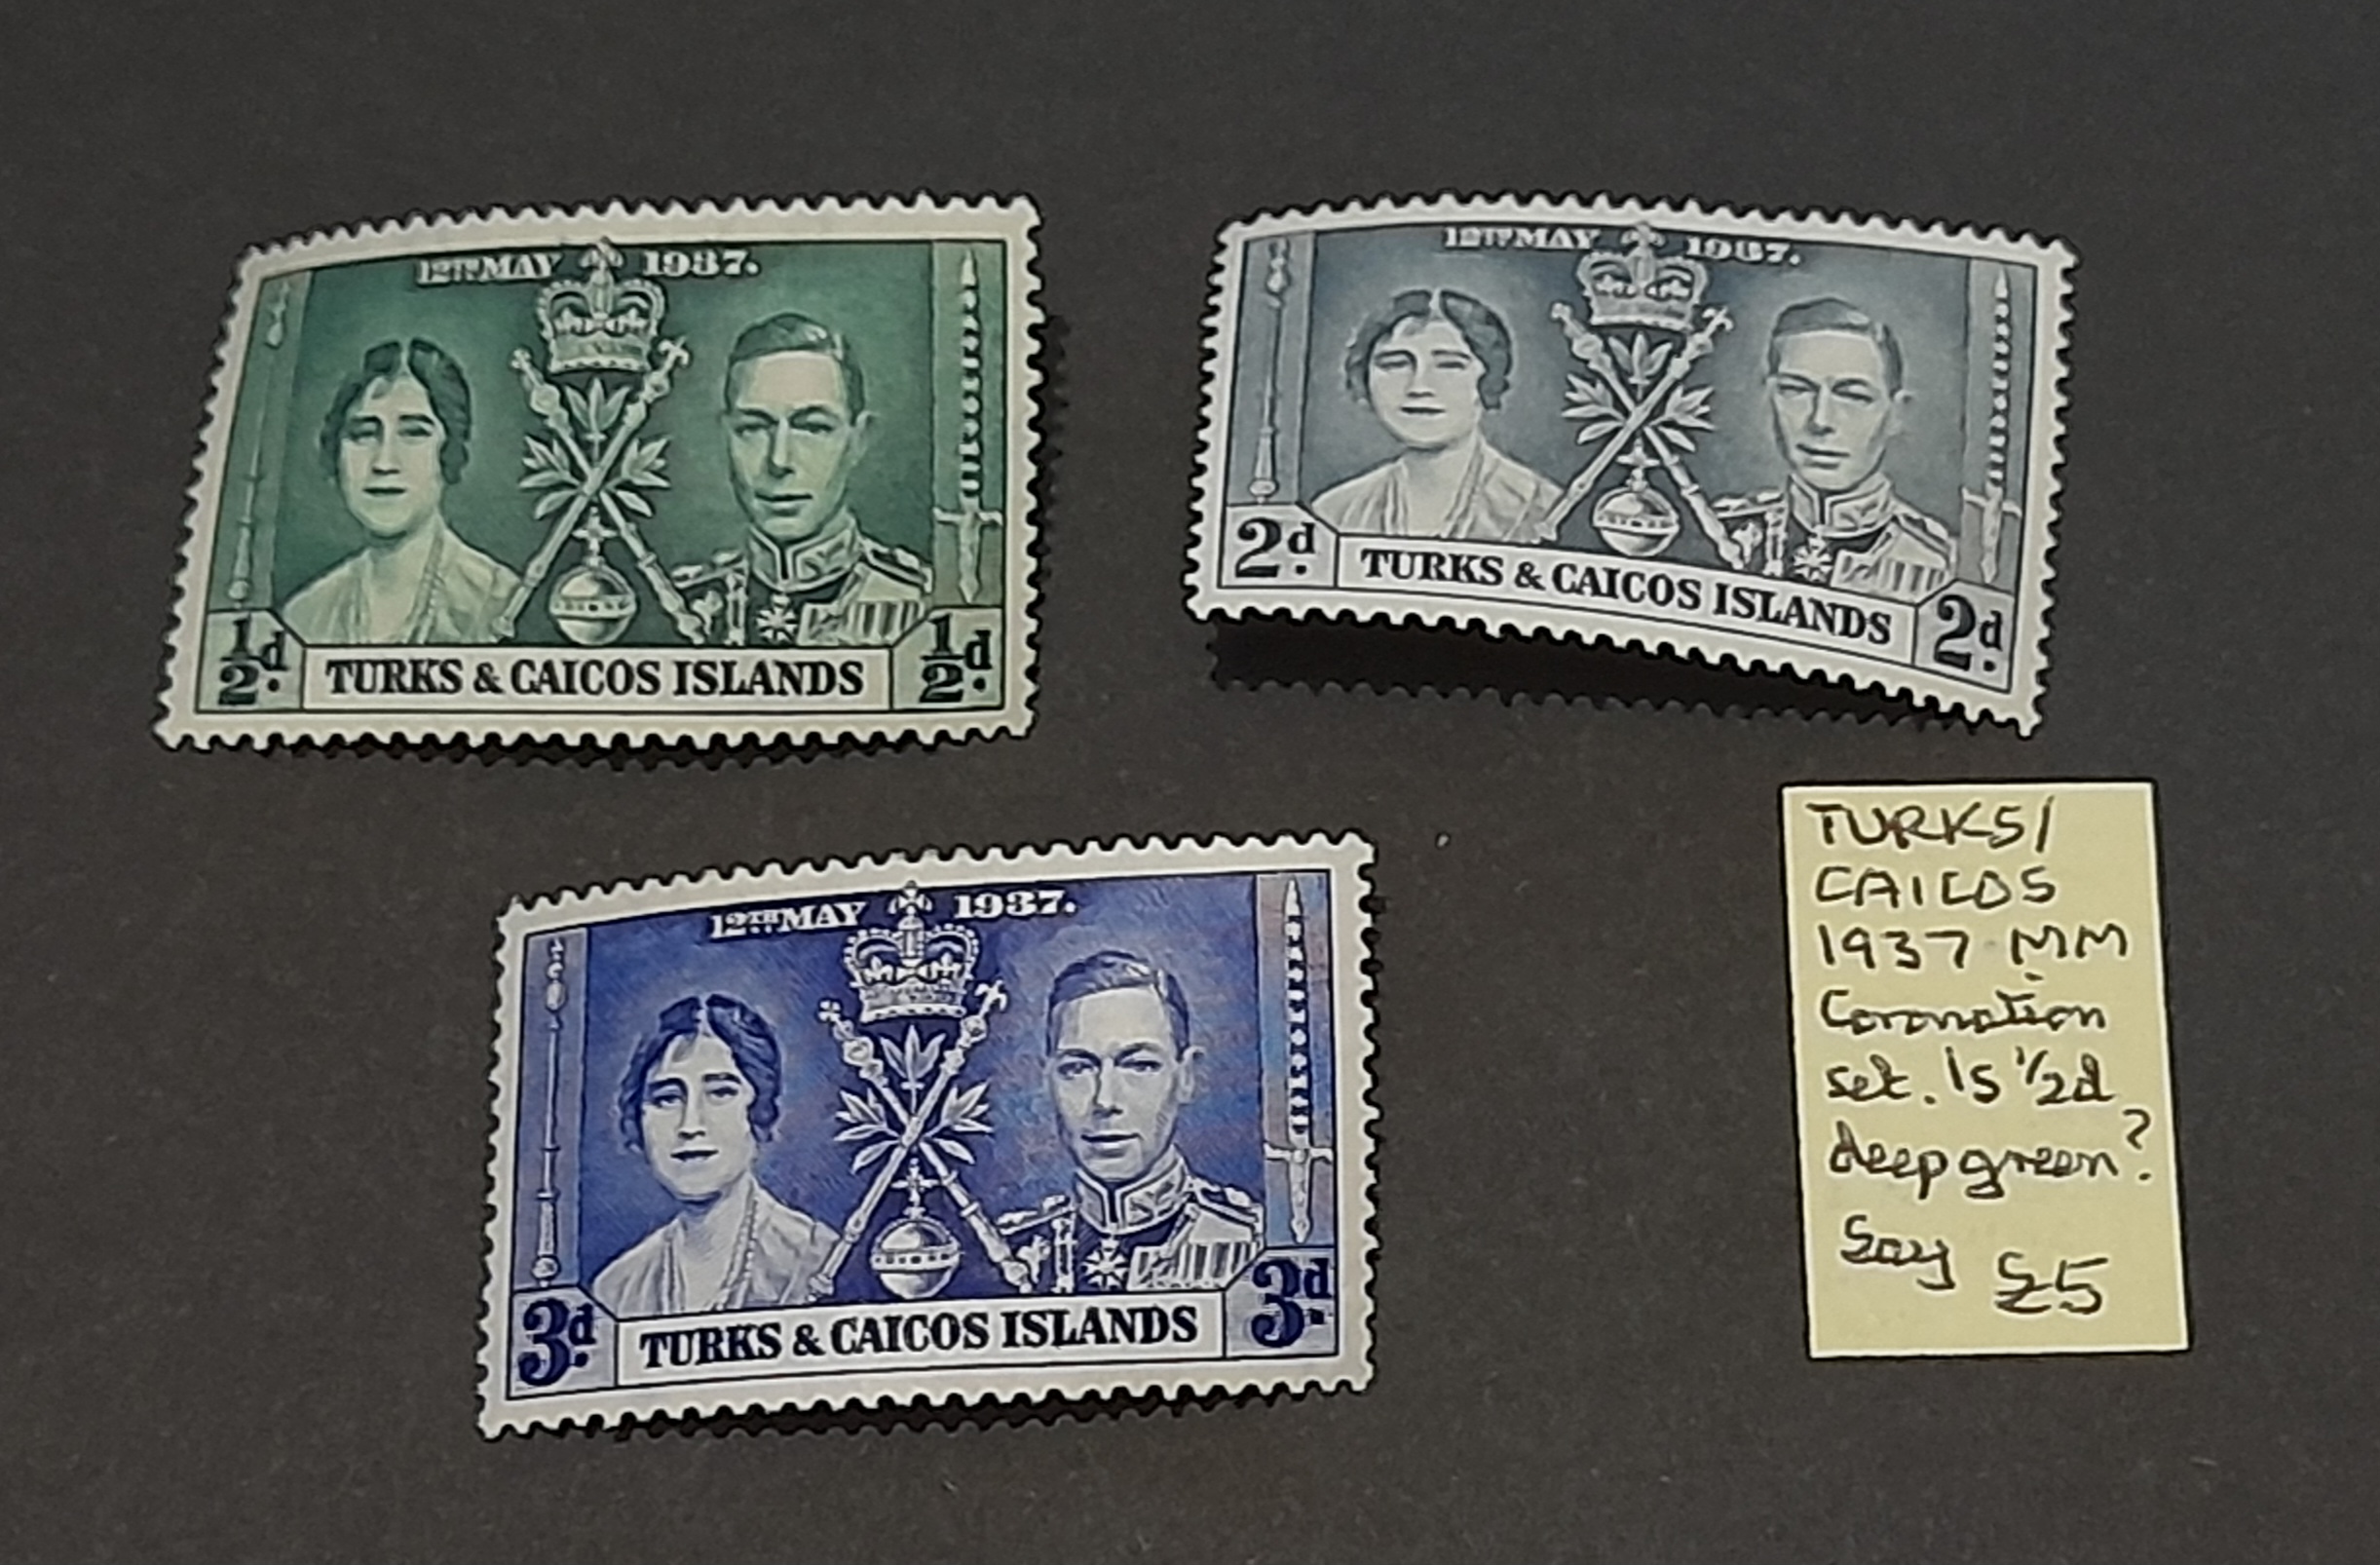 12TH MAY 1937.
½d. TURKS & CAICOS ISLANDS ½d.
12TH MAY 1937.
2d. TURKS & CAICOS ISLANDS 2d.
12TH MAY 1937.
3d. TURKS & CAICOS ISLANDS 3d.
TURKS/
CAICOS
1937 MM
Coronation
set. Is ½d
deep green?
Say £5